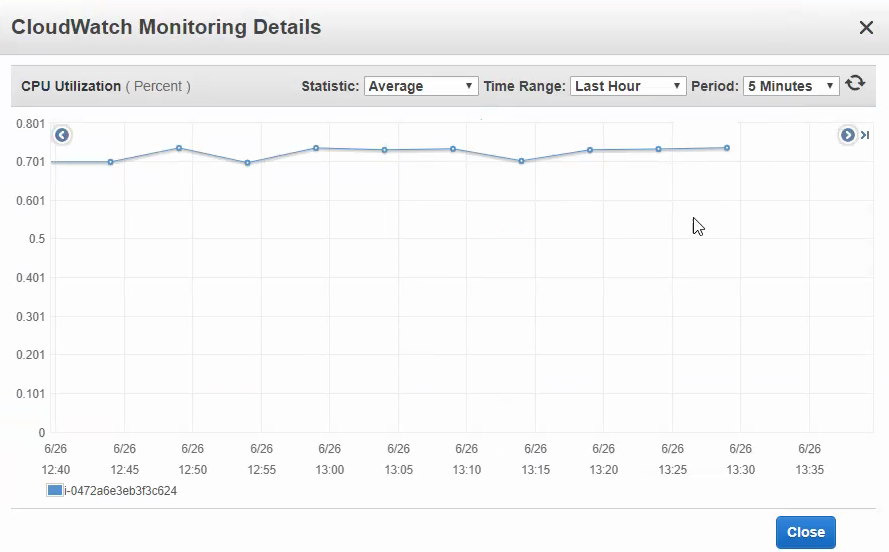 CloudWatch Monitoring Details
CPU Utilization ( Percent ) Statistic: Average Time Range: Last Hour Period: 5 Minutes
0.801
0.701
0.601
0.5
0.401
0.301
0.201
0.101
0
6/26 6/26 6/26 6/26 6/26 6/26 6/26 6/26 6/26 6/26 6/26 6/26
12:40 12:45 12:50 12:55 13:00 13:05 13:10 13:15 13:20 13:25 13:30 13:35
i-0472a6e3eb3f3c624
Close